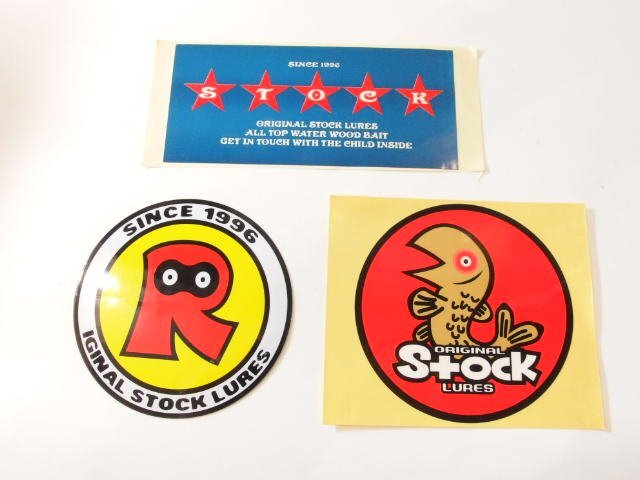 SINCE 1996
STOCK
ORIGINAL STOCK LURES
ALL TOP WATER WOOD BAIT
GET IN TOUCH WITH THE CHILD INSIDE
SINCE 1996
R
IGINAL STOCK LURES
ORIGINAL
Stock
LURES